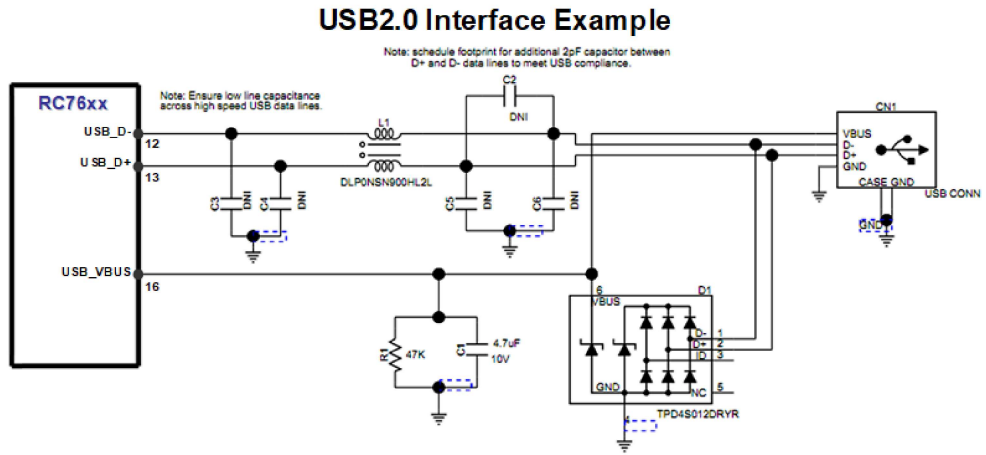 USB2.0 Interface Example
Note: schedule footprint for additional 2pF capacitor between
D+ and D- data lines to meet USB compliance.
RC76xx
Note: Ensure low line capacitance
across high speed USB data lines.
C2
DNI
L1
CN1
USB_D-
12
USB_D+
13
DLP0NSN900HL2L
VBUS
D-
D+
GND
CASE GND
USB CONN
C3
DNI
C4
DNI
C5
DNI
C6
DNI
GND
USB_VBUS
16
6
D1
VBUS
R1
47K
C1
4.7uF
10V
D-
1
D+
2
ID
3
GND
NC
5
4
TPD4S012DRYR